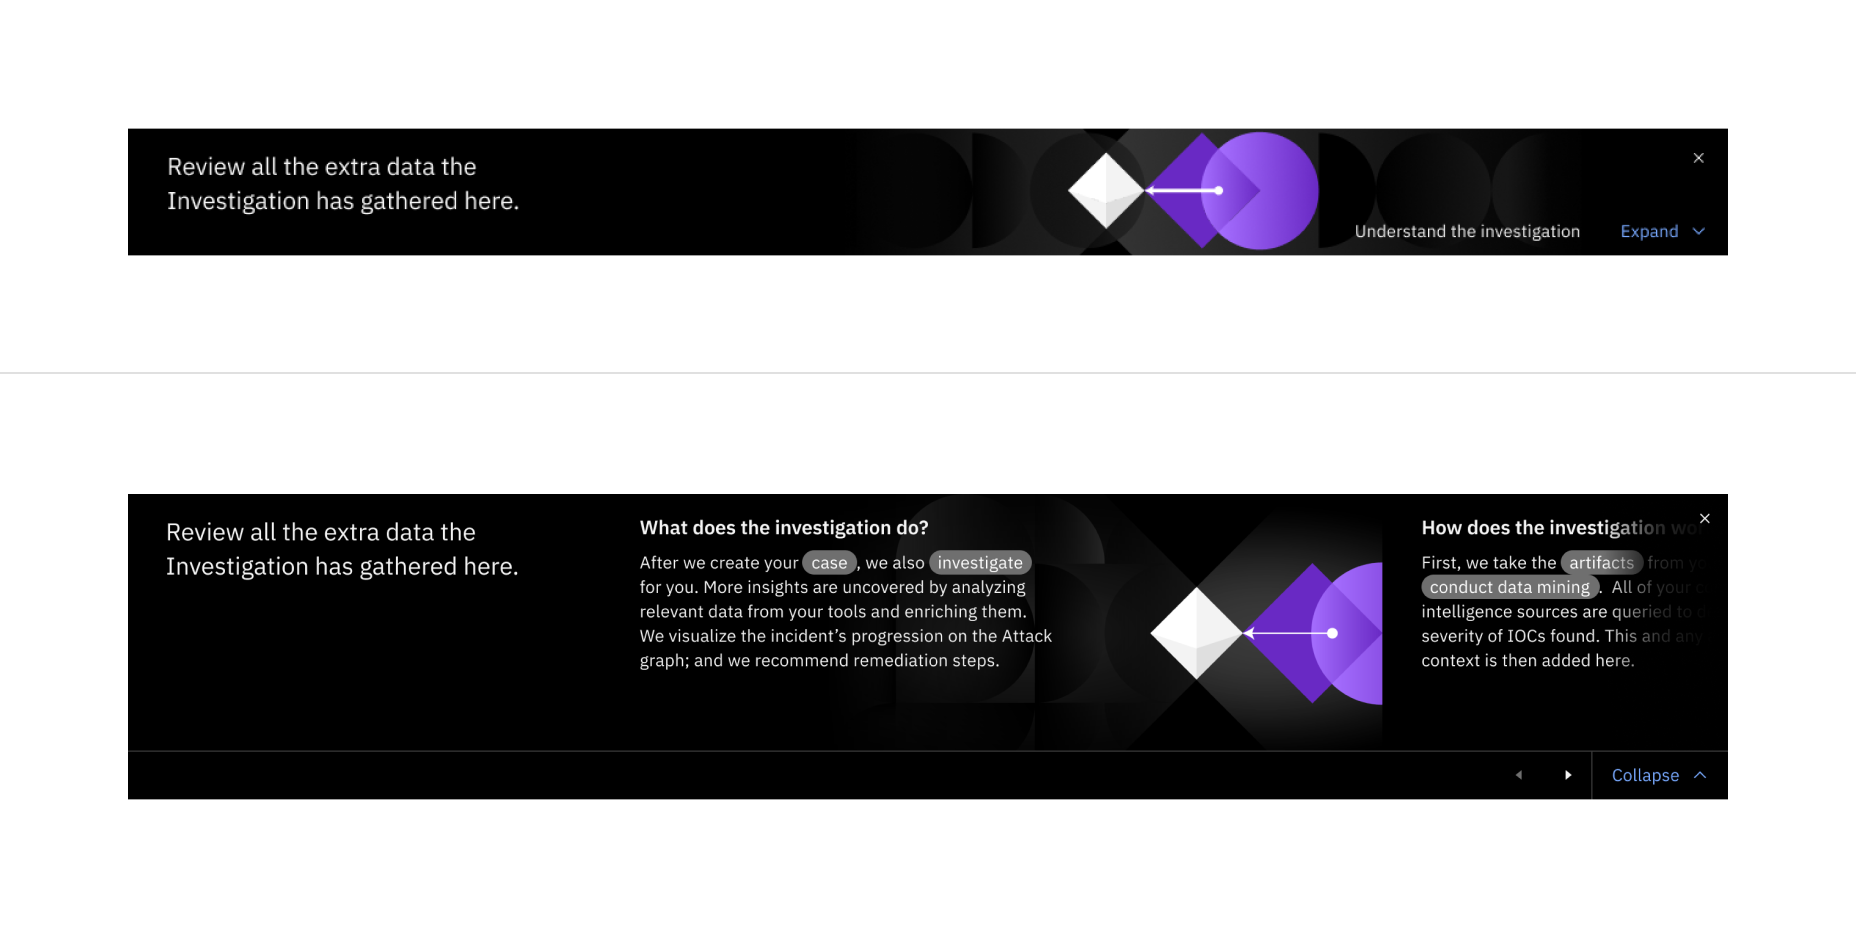 Review all the extra data the
Investigation has gathered here.
Understand the investigation
Expand
Review all the extra data the
Investigation has gathered here.
What does the investigation do?
After we create your case, we also investigate
for you. More insights are uncovered by analyzing
relevant data from your tools and enriching them.
We visualize the incident’s progression on the Attack
graph; and we recommend remediation steps.
How does the investigation
First, we take the artifacts from
conduct data mining. All of your
intelligence sources are queried to
severity of IOCs found. This and any
context is then added here.
Collapse